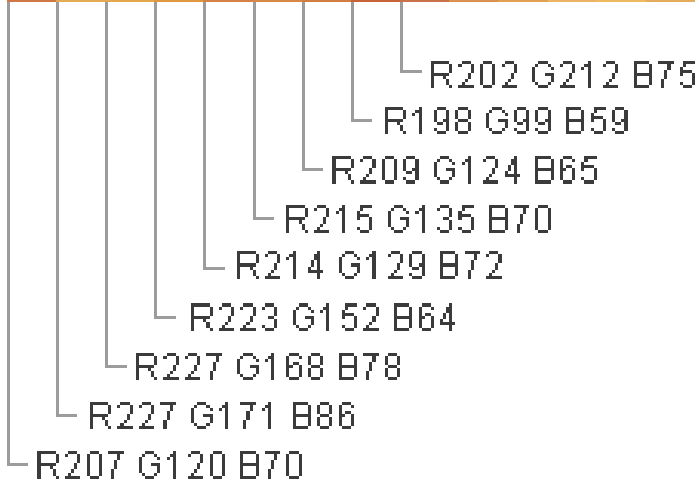 R202 G212 B75
R198 G99 B59
R209 G124 B65
R215 G135 B70
R214 G129 B72
R223 G152 B64
R227 G168 B78
R227 G171 B86
R207 G120 B70